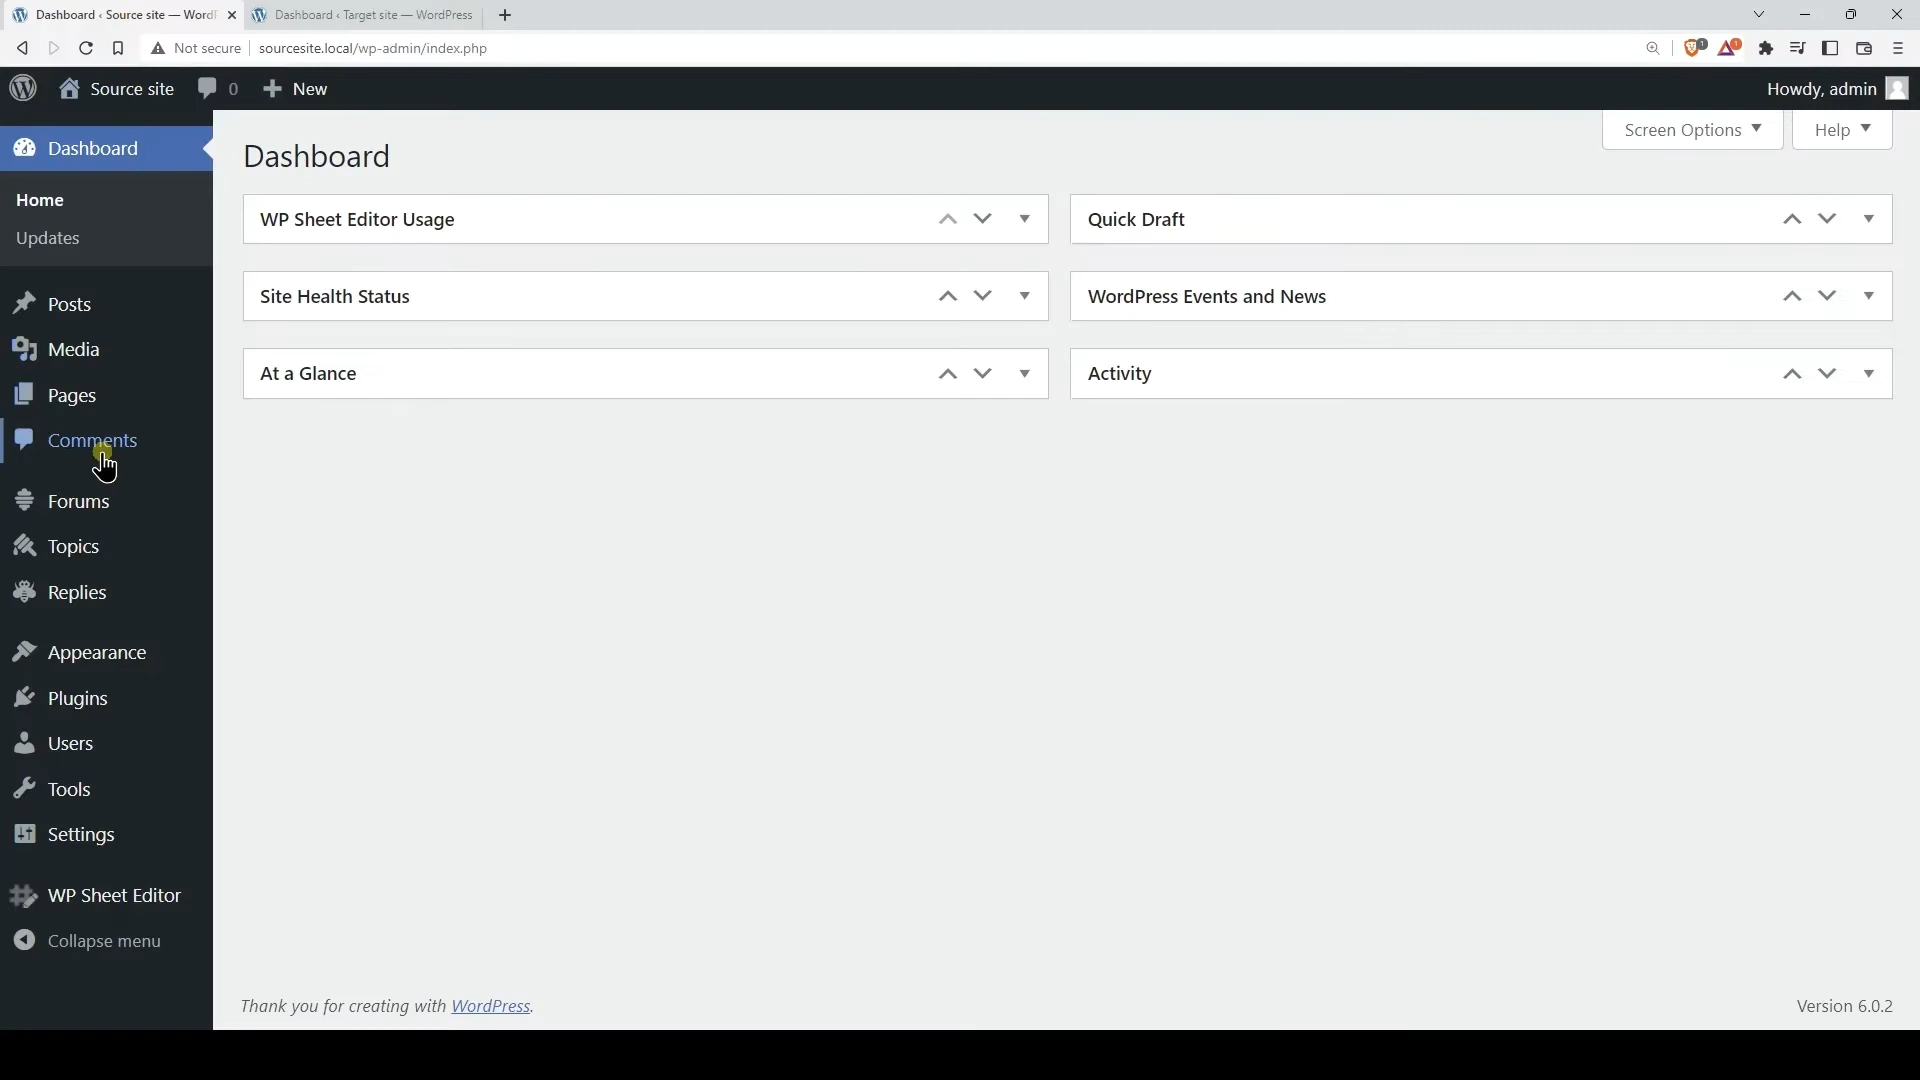 Dashboard ‹ Source site — WordP
Dashboard ‹ Target site — WordPress
Not secure
sourcesite.local/wp-admin/index.php
1
1
Source site
0
New
Howdy, admin
Dashboard
Home
Updates
Posts
Media
Pages
Comments
Forums
Topics
Replies
Appearance
Plugins
Users
Tools
Settings
WP Sheet Editor
Collapse menu
Screen Options
Help
Dashboard
WP Sheet Editor Usage
Quick Draft
Site Health Status
WordPress Events and News
At a Glance
Activity
Thank you for creating with WordPress.
Version 6.0.2